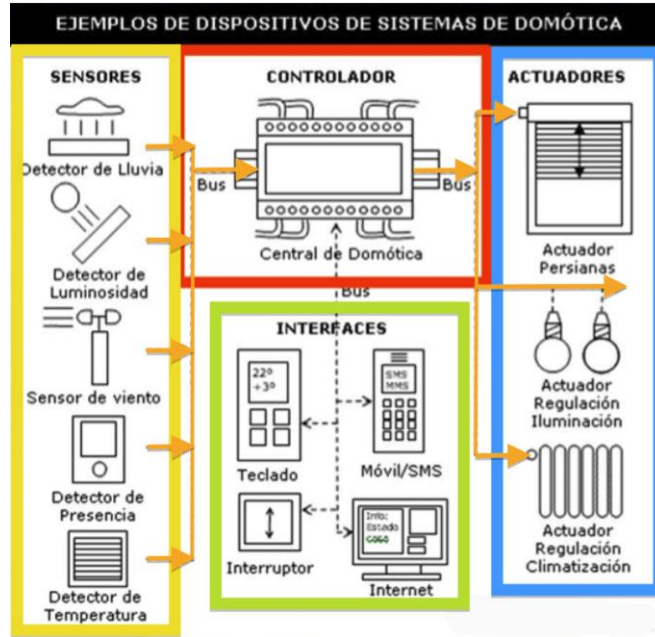 EJEMPLOS DE DISPOSITIVOS DE SISTEMAS DE DOMÓTICA
SENSORES
Detector de Lluvia
Detector de
Luminosidad
Sensor de viento
Detector de
Presencia
Detector de
Temperatura
CONTROLADOR
Bus
Bus
Central de Domótica
Bus
INTERFACES
22º
+3º
Teclado
SMS
MMS
Móvil/SMS
Interruptor
Info:
Estado
Internet
ACTUADORES
Actuador
Persianas
Actuador
Regulación
Iluminación
Actuador
Regulación
Climatización